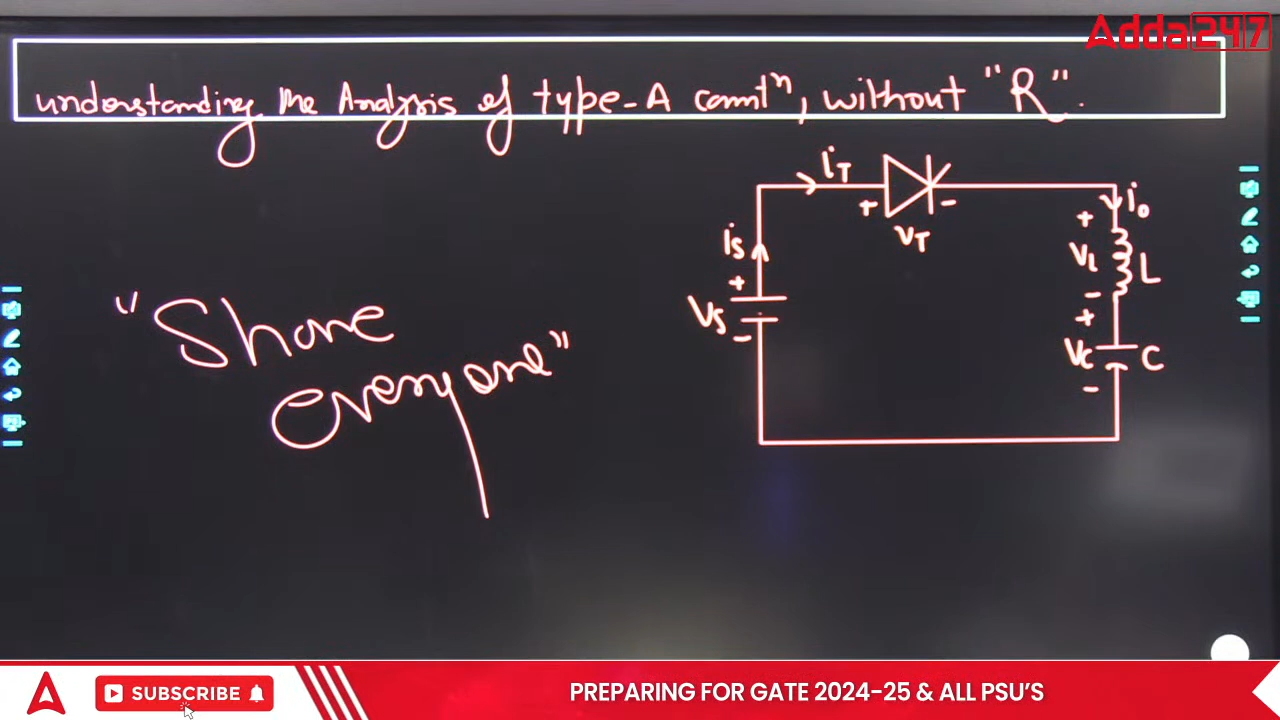 Adda247
understanding the Analysis of type-A commtⁿ, without "R".
iT
+ -
vT
is
+
Vs
-
io
+
VL
L
-
+
Vc
C
-
"Share
everyone"
SUBSCRIBE
PREPARING FOR GATE 2024-25 & ALL PSU'S